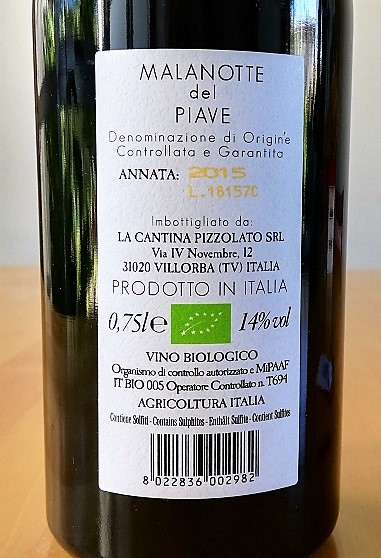 MALANOTTE
del
PIAVE
Denominazione di Origine
Controllata e Garantita
ANNATA: 2015
L.18157C
Imbottigliato da:
LA CANTINA PIZZOLATO SRL
Via IV Novembre, 12
31020 VILLORBA (TV) ITALIA
PRODOTTO IN ITALIA
0,75l e 14% vol
VINO BIOLOGICO
Organismo di controllo autorizzato e MiPAAF
IT BIO 005 Operatore Controllato n. T694
AGRICOLTURA ITALIA
Contiene Solfiti - Contains Sulphites - Enthält Sulfite - Contient Sulfites
8 022836 002982